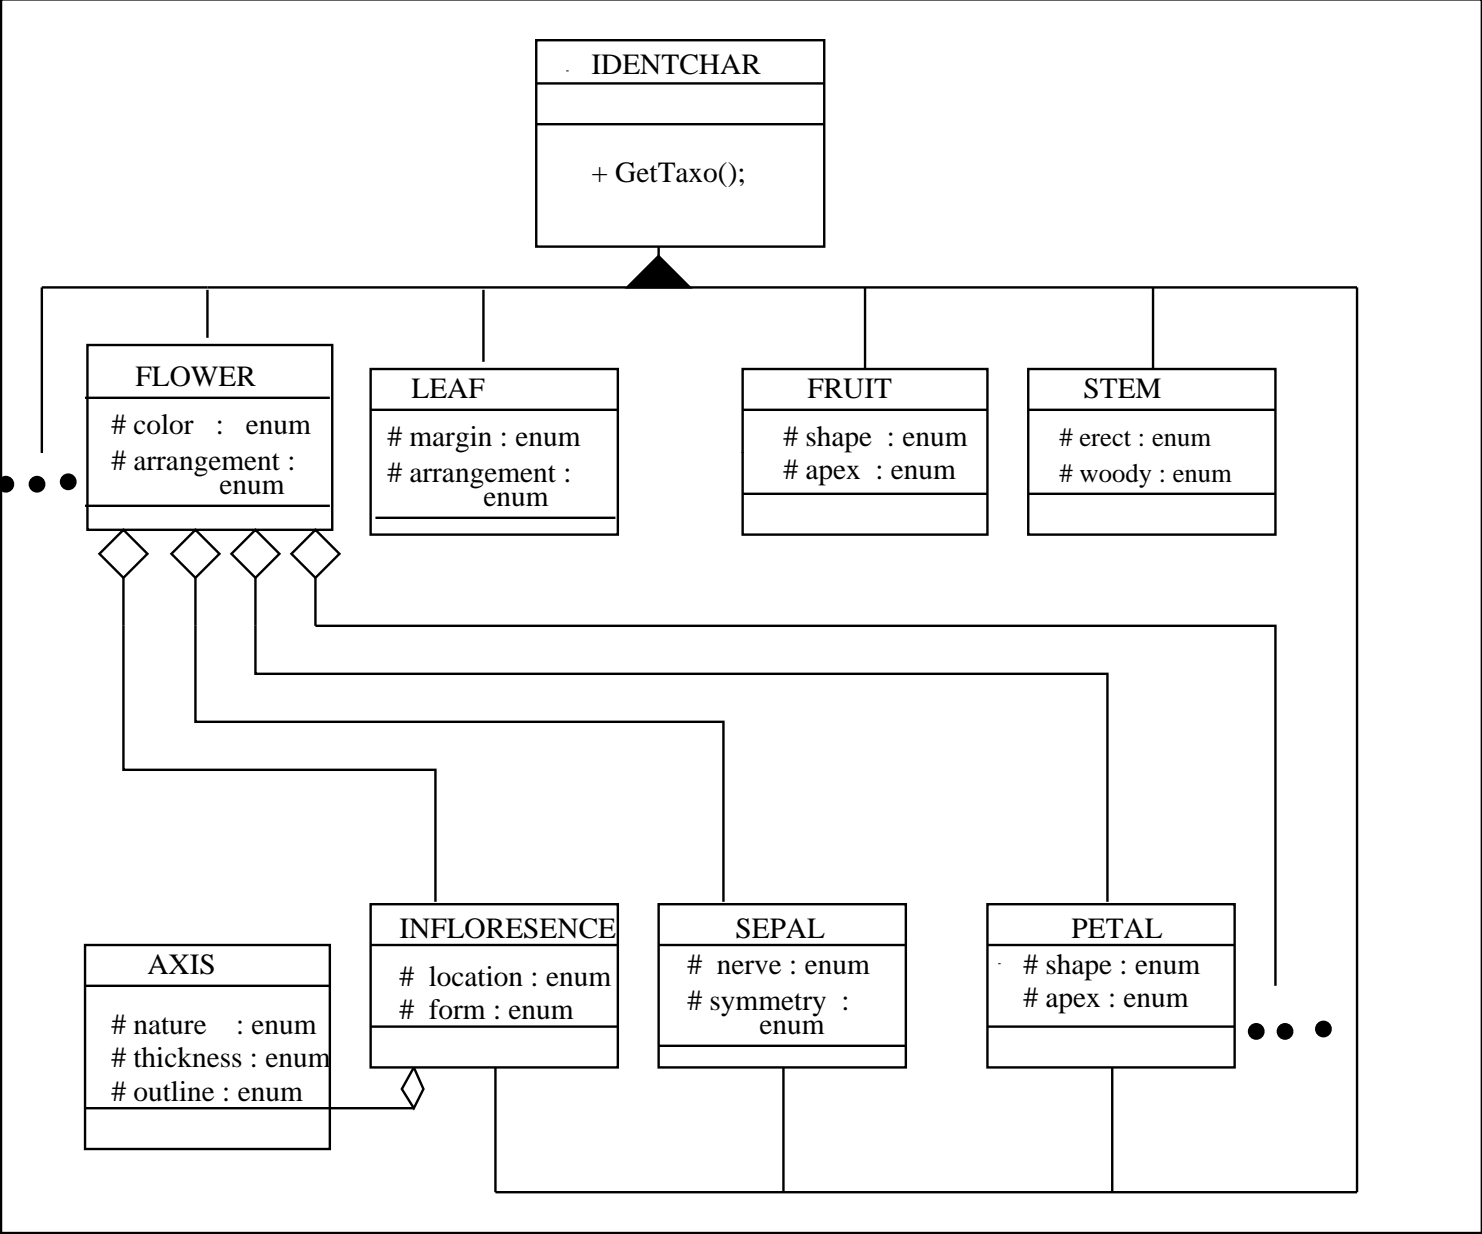 IDENTCHAR
+ GetTaxo();
FLOWER
# color : enum
# arrangement :
enum
LEAF
# margin : enum
# arrangement :
enum
FRUIT
# shape : enum
# apex : enum
STEM
# erect : enum
# woody : enum
AXIS
# nature : enum
# thickness : enum
# outline : enum
INFLORESENCE
# location : enum
# form : enum
SEPAL
# nerve : enum
# symmetry :
enum
PETAL
# shape : enum
# apex : enum